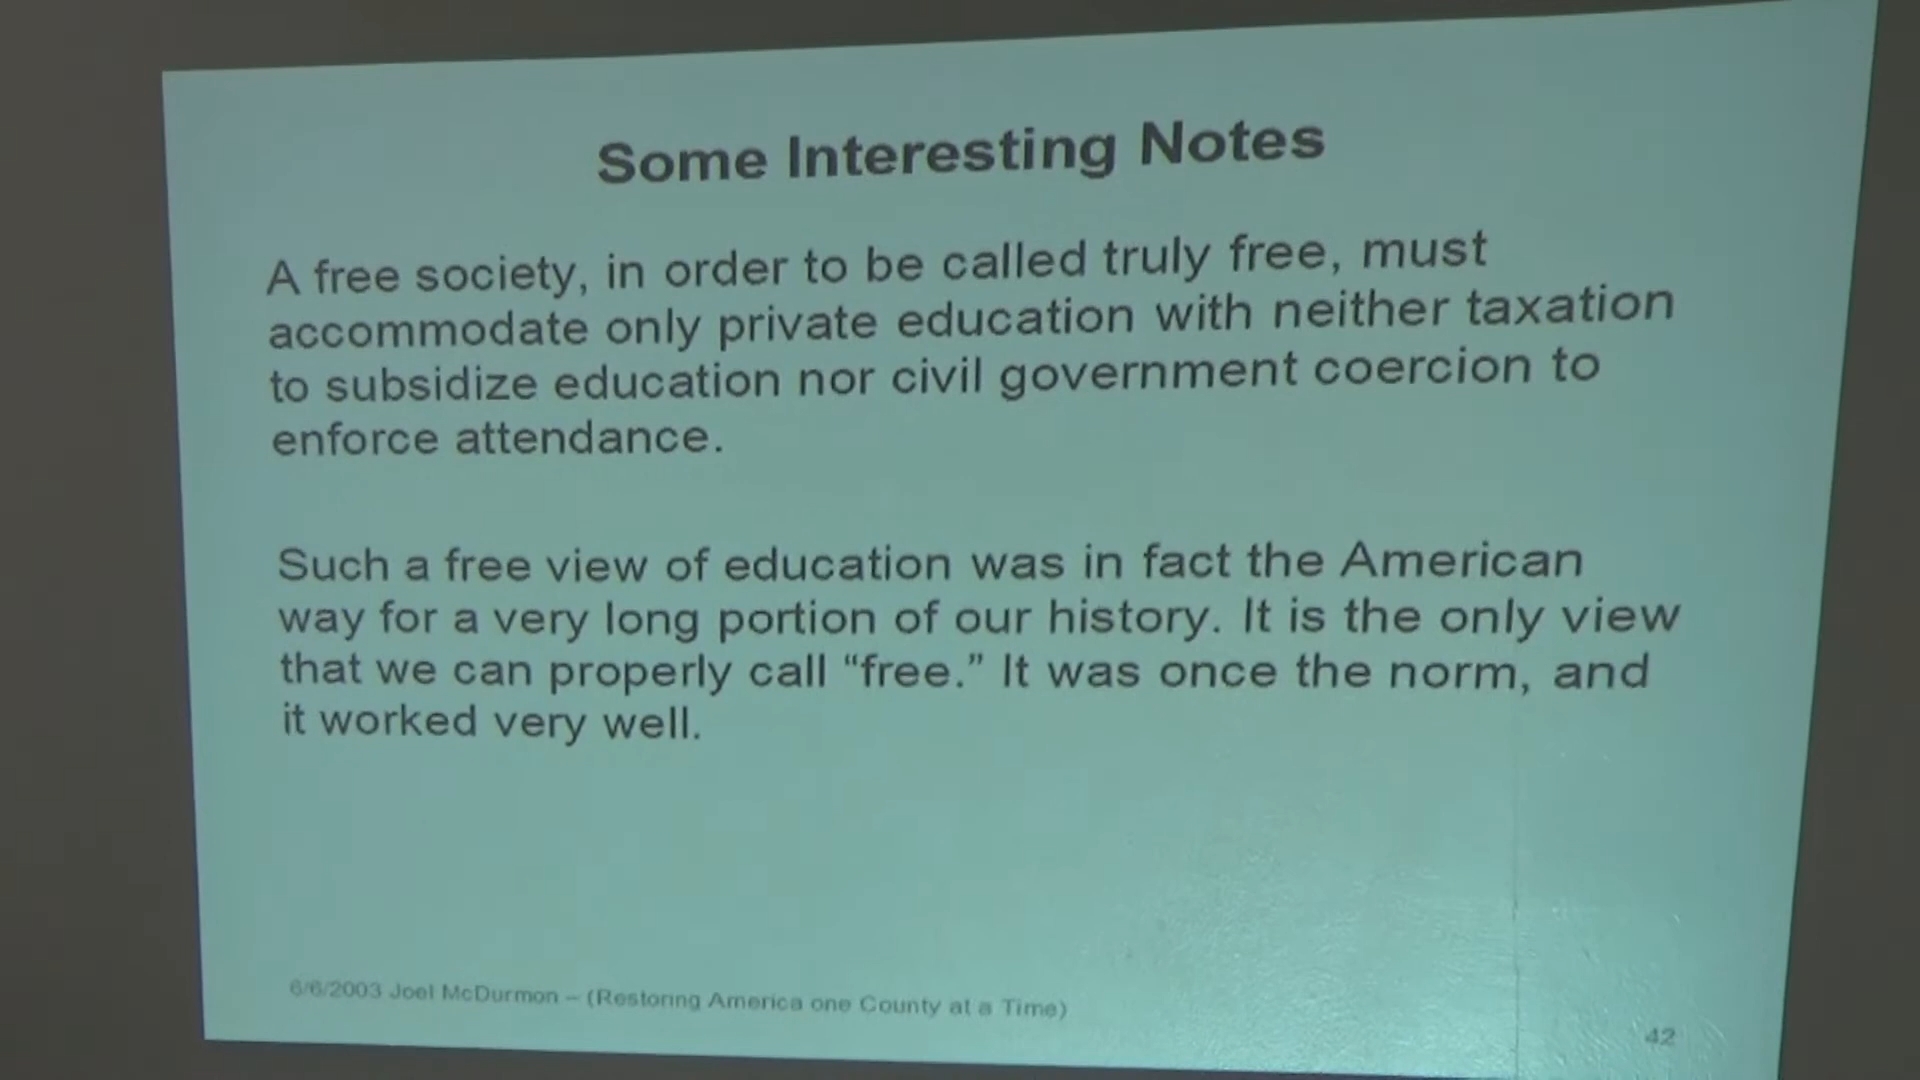 Some Interesting Notes
A free society, in order to be called truly free, must
accommodate only private education with neither taxation
to subsidize education nor civil government coercion to
enforce attendance.
Such a free view of education was in fact the American
way for a very long portion of our history. It is the only view
that we can properly call “free.” It was once the norm, and
it worked very well.
6/6/2003 Joel McDurmon – (Restoring America one County at a Time)
42